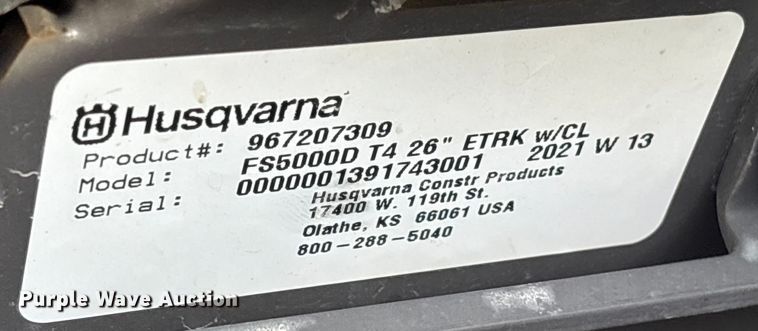 Husqvarna
Product#: 967207309
Model: FS5000D T4 26" ETRK w/CL
Serial: 0000001391743001 2021 W 13
Husqvarna Constr Products
17400 W. 119th St.
Olathe, KS 66061 USA
800-288-5040
Purple Wave Auction